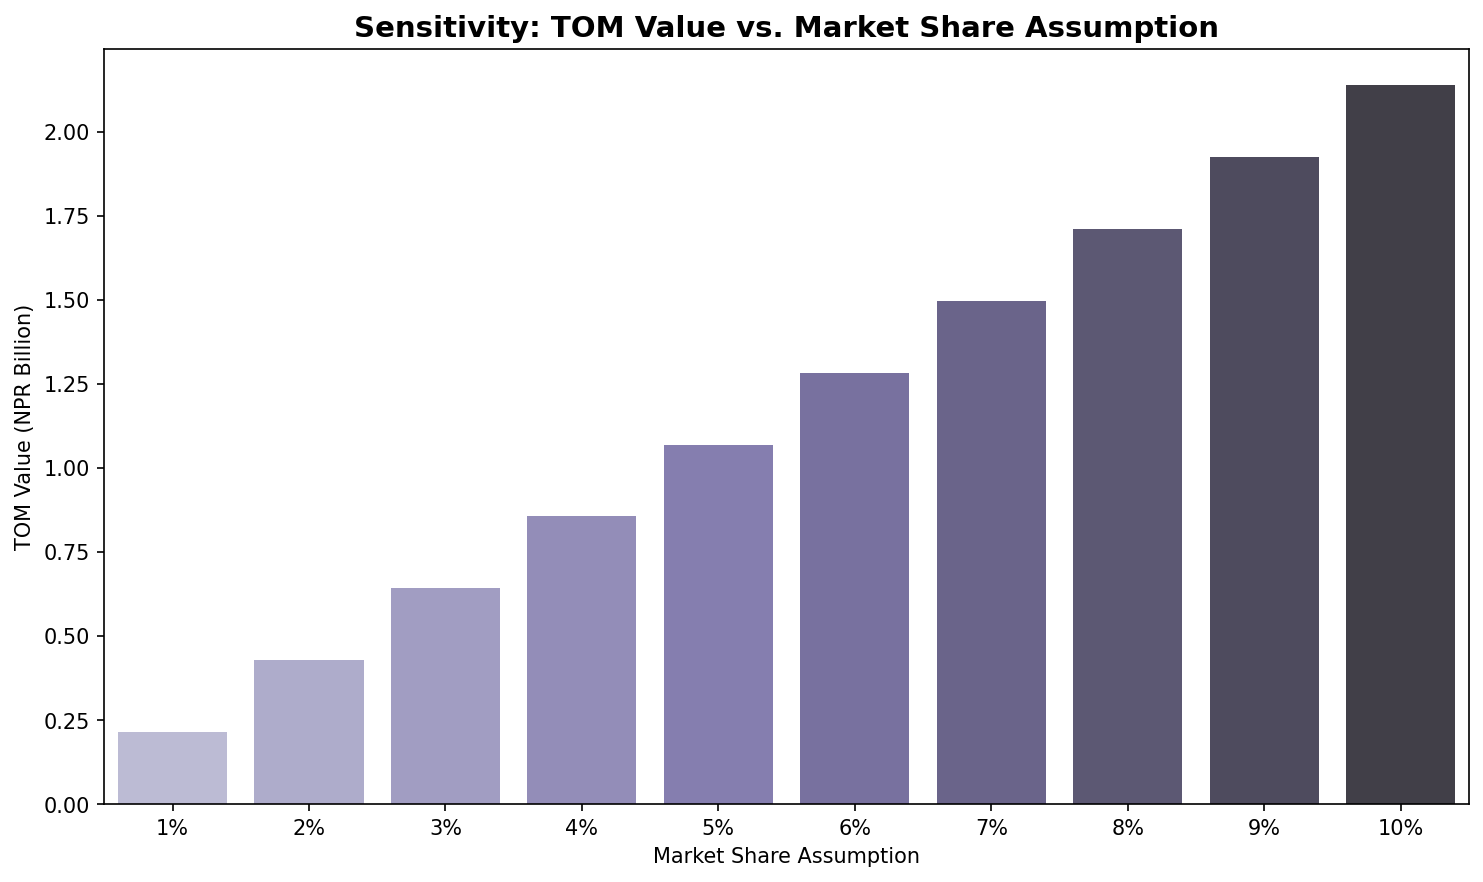 Sensitivity: TOM Value vs. Market Share Assumption
TOM Value (NPR Billion)
2.00
1.75
1.50
1.25
1.00
0.75
0.50
0.25
0.00
1% 2% 3% 4% 5% 6% 7% 8% 9% 10%
Market Share Assumption